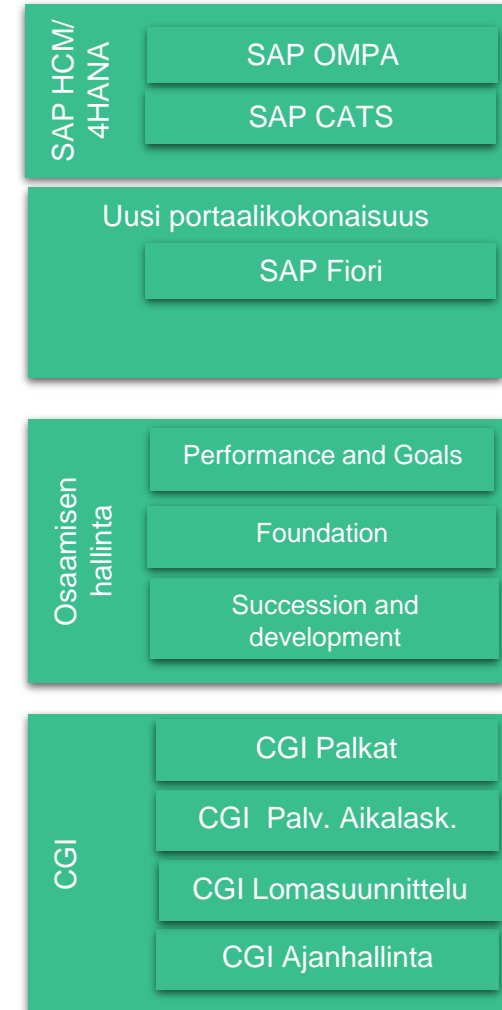 SAP HCM/
4HANA
SAP OMPA
SAP CATS
Uusi portaalikokonaisuus
SAP Fiori
Osaamisen
hallinta
Performance and Goals
Foundation
Succession and
development
CGI
CGI Palkat
CGI Palv. Aikalask.
CGI Lomasuunnittelu
CGI Ajanhallinta